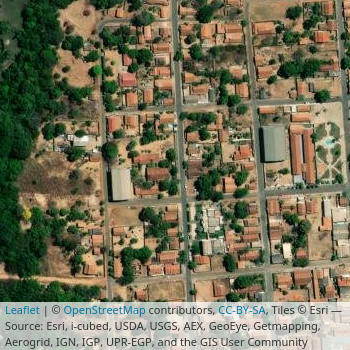 Leaflet | © OpenStreetMap contributors, CC-BY-SA, Tiles © Esri —
Source: Esri, i-cubed, USDA, USGS, AEX, GeoEye, Getmapping,
Aerogrid, IGN, IGP, UPR-EGP, and the GIS User Community